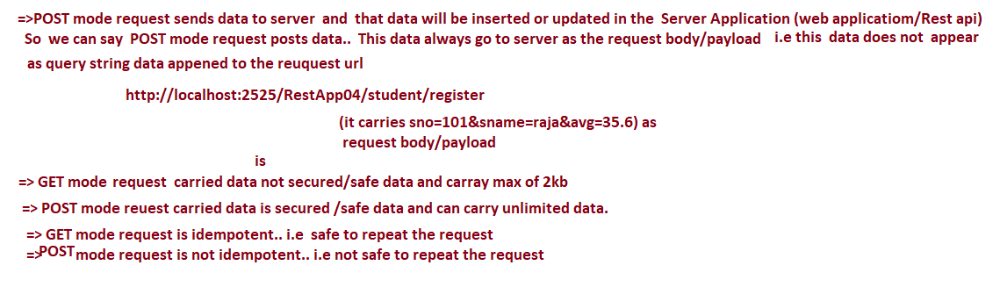 =>POST mode request sends data to server and that data will be inserted or updated in the Server Application (web applicatiom/Rest api)
So we can say POST mode request posts data.. This data always go to server as the request body/payload i.e this data does not appear
as query string data appened to the reuquest url
http://localhost:2525/RestApp04/student/register
(it carries sno=101&sname=raja&avg=35.6) as
request body/payload
is
=> GET mode request carried data not secured/safe data and carray max of 2kb
=> POST mode reuest carried data is secured /safe data and can carry unlimited data.
=> GET mode request is idempotent.. i.e safe to repeat the request
=>POST mode request is not idempotent.. i.e not safe to repeat the request